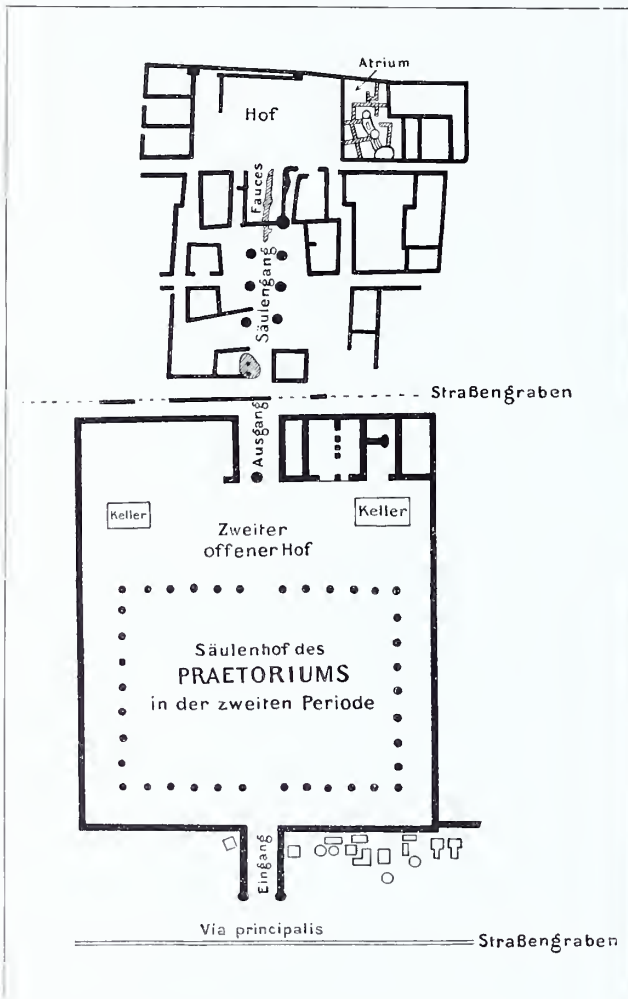 Atrium
Hof
Fauces
Säulengang
Straßengraben
Ausgang
Keller
Keller
Zweiter
offener Hof
Säulenhof des
PRAETORIUMS
in der zweiten Periode
Eingang
Via principalis
Straßengraben